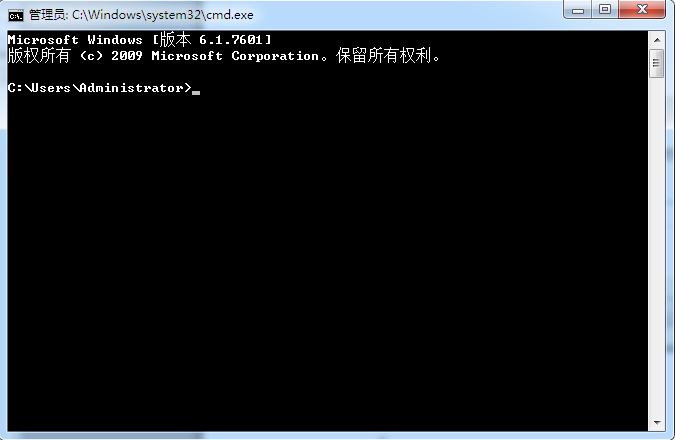 管理员: C:\Windows\system32\cmd.exe
Microsoft Windows [版本 6.1.7601]
版权所有 (c) 2009 Microsoft Corporation。保留所有权利。
C:\Users\Administrator>